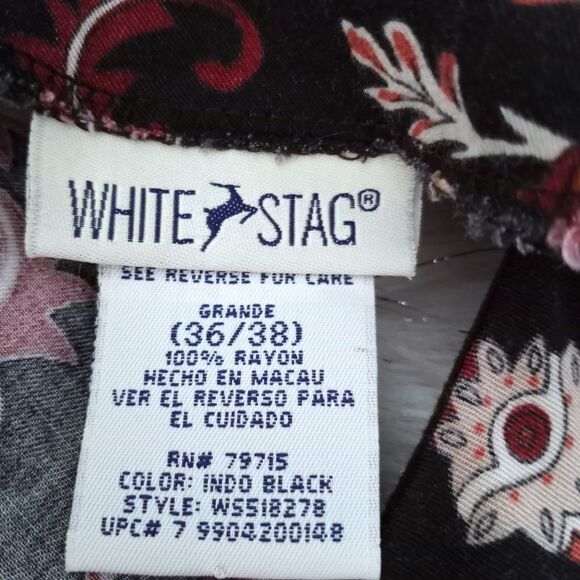 WHITE STAG®
SEE REVERSE FOR CARE
GRANDE
(36/38)
100% RAYON
HECHO EN MACAU
VER EL REVERSO PARA
EL CUIDADO
RN# 79715
COLOR: INDO BLACK
STYLE: WS518278
UPC# 7 9904200148